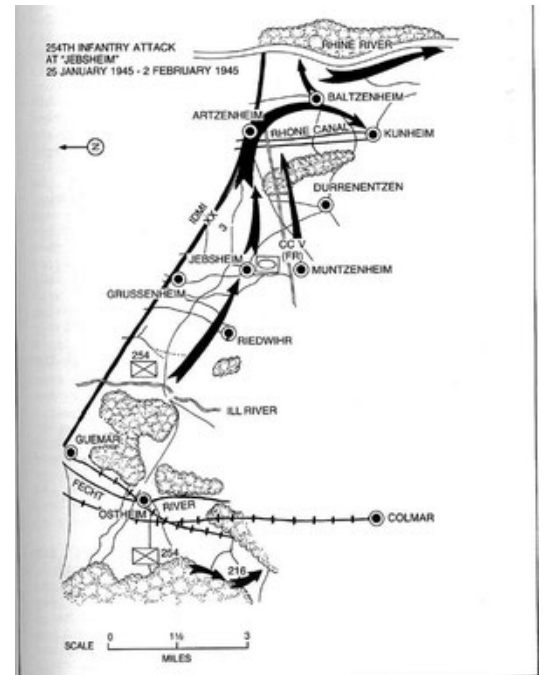 254TH INFANTRY ATTACK
AT "JEBSHEIM"
25 JANUARY 1945 - 2 FEBRUARY 1945
RHINE RIVER
BALTZENHEIM
ARTZENHEIM
RHONE CANAL
KUNHEIM
N
DURRENENTZEN
IDMI
XX
3
CC V
(FR)
JEBSHEIM
MUNTZENHEIM
GRUSSENHEIM
RIEDWIHR
254
ILL RIVER
GUEMAR
FECHT
RIVER
OSTHEIM
COLMAR
254
216
SCALE 0 1½ 3
MILES